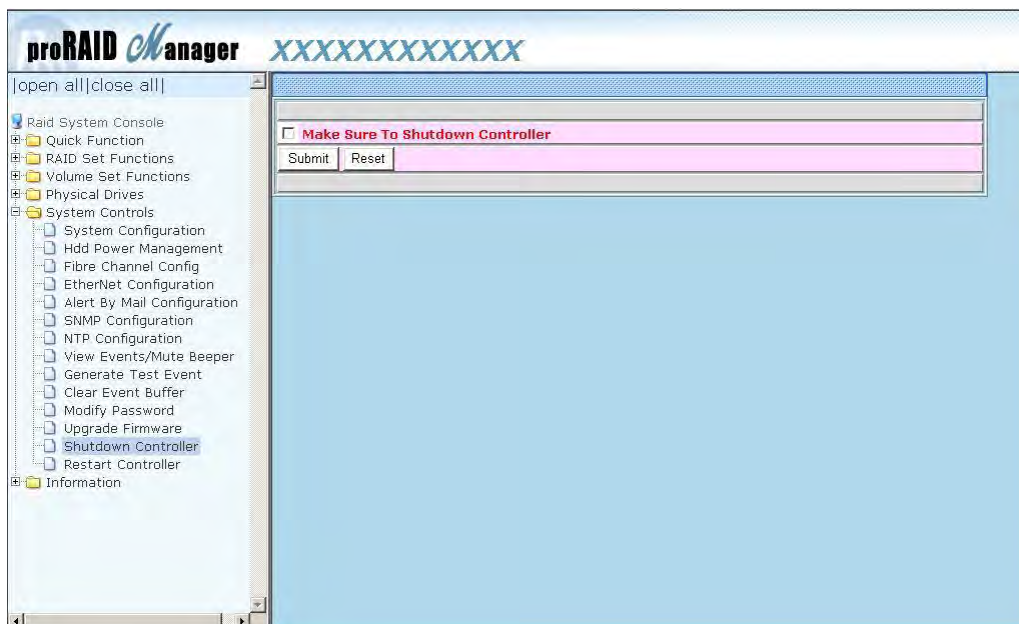 proRAID Manager XXXXXXXXXXXX
|open all|close all|
Raid System Console
Quick Function
RAID Set Functions
Volume Set Functions
Physical Drives
System Controls
System Configuration
Hdd Power Management
Fibre Channel Config
EtherNet Configuration
Alert By Mail Configuration
SNMP Configuration
NTP Configuration
View Events/Mute Beeper
Generate Test Event
Clear Event Buffer
Modify Password
Upgrade Firmware
Shutdown Controller
Restart Controller
Information
Make Sure To Shutdown Controller
Submit Reset